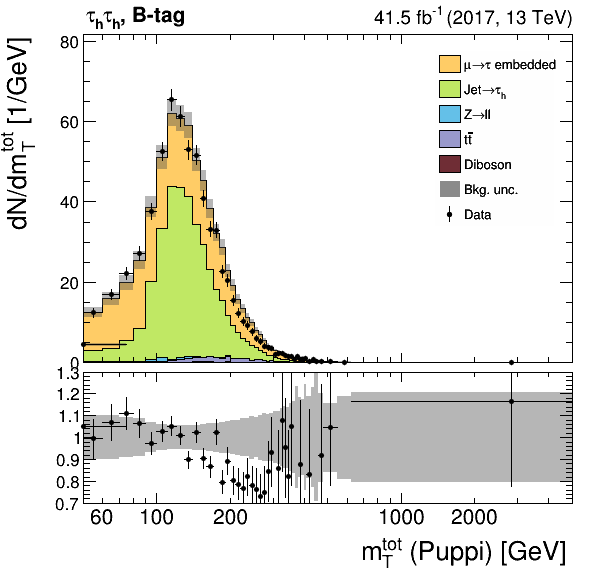 τhτh, B-tag
41.5 fb-1 (2017, 13 TeV)
dN/dmTtot [1/GeV]
80
60
40
20
0
μ→τ embedded
Jet→τh
Z→ll
tt̄
Diboson
Bkg. unc.
Data
1.3
1.2
1.1
1
0.9
0.8
0.7
60 100 200 1000 2000
mTtot (Puppi) [GeV]